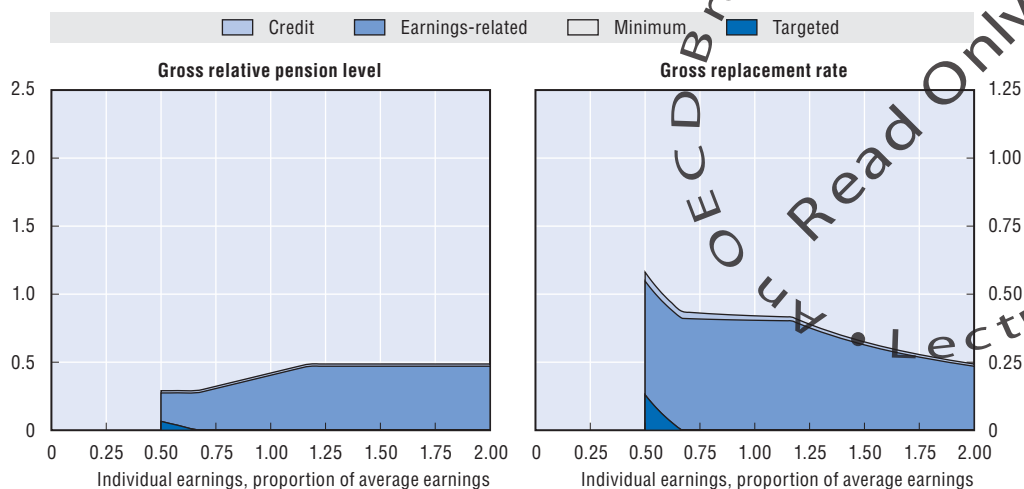 Credit Earnings-related Minimum Targeted
Gross relative pension level
2.5
2.0
1.5
1.0
0.5
0
0 0.25 0.50 0.75 1.00 1.25 1.50 1.75 2.00
Individual earnings, proportion of average earnings
Gross replacement rate
1.25
1.00
0.75
0.50
0.25
0
0 0.25 0.50 0.75 1.00 1.25 1.50 1.75 2.00
Individual earnings, proportion of average earnings
OECD
Read Only